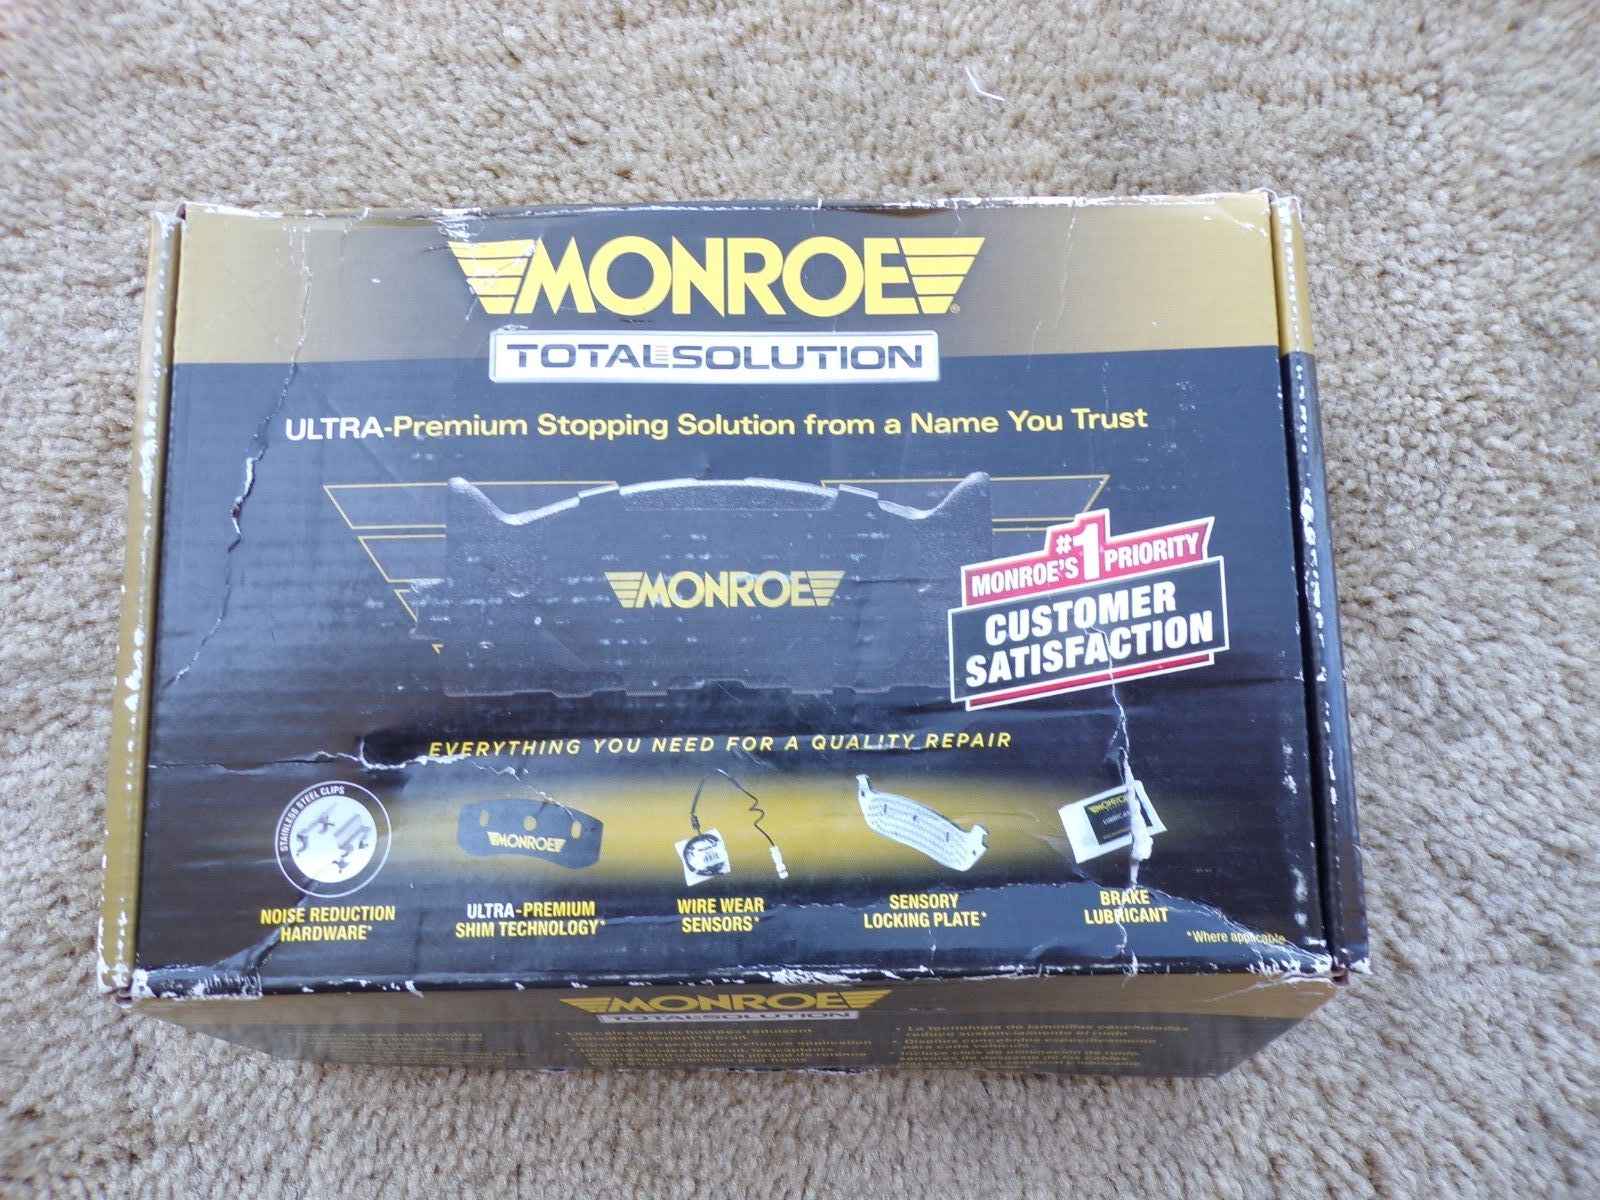 MONROE
TOTALSOLUTION
ULTRA-Premium Stopping Solution from a Name You Trust
MONROE
#1
MONROE'S PRIORITY
CUSTOMER
SATISFACTION
EVERYTHING YOU NEED FOR A QUALITY REPAIR
STAINLESS STEEL CLIPS
MONROE
MONROE
LUBRICANT
NOISE REDUCTION
HARDWARE*
ULTRA-PREMIUM
SHIM TECHNOLOGY*
WIRE WEAR
SENSORS*
SENSORY
LOCKING PLATE*
BRAKE
LUBRICANT
*Where applicable
MONROE
TOTALSOLUTION